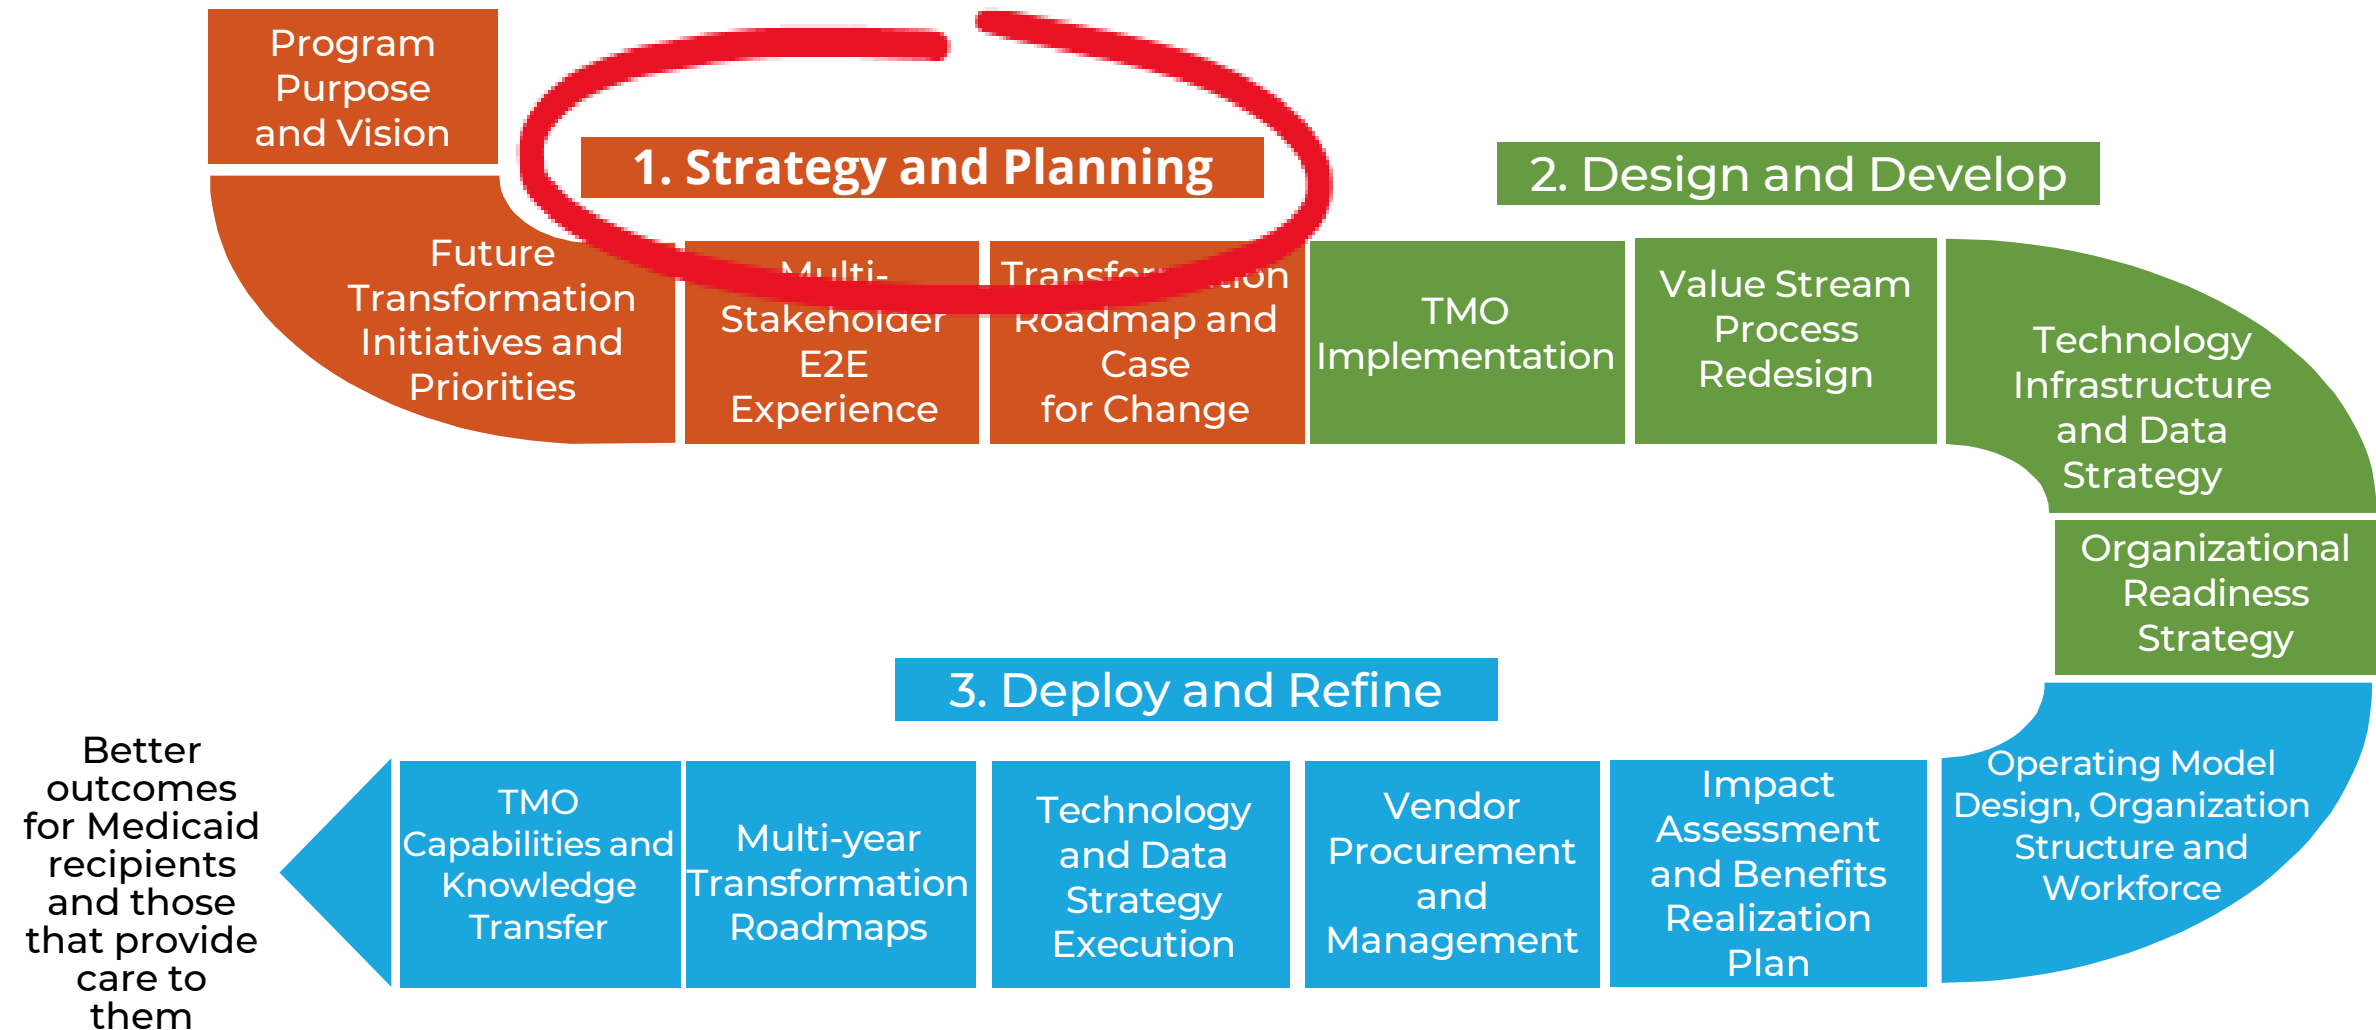 Program
Purpose
and Vision
1. Strategy and Planning
2. Design and Develop
Future
Transformation
Initiatives and
Priorities
Multi-
Stakeholder
E2E
Experience
Transformation
Roadmap and
Case
for Change
TMO
Implementation
Value Stream
Process
Redesign
Technology
Infrastructure
and Data
Strategy
Organizational
Readiness
Strategy
3. Deploy and Refine
Operating Model
Design, Organization
Structure and
Workforce
Impact
Assessment
and Benefits
Realization
Plan
Vendor
Procurement
and
Management
Technology
and Data
Strategy
Execution
Multi-year
Transformation
Roadmaps
TMO
Capabilities and
Knowledge
Transfer
Better
outcomes
for Medicaid
recipients
and those
that provide
care to
them